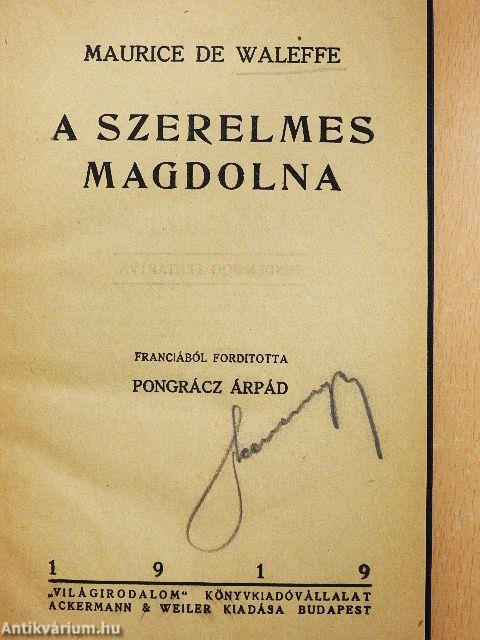 MAURICE DE WALEFFE
A SZERELMES
MAGDOLNA
FRANCIÁBÓL FORDITOTTA
PONGRÁCZ ÁRPÁD
1 9 1 9
„VILÁGIRODALOM" KÖNYVKIADÓVÁLLALAT
ACKERMANN & WEILER KIADÁSA BUDAPEST
Antikvárium.hu